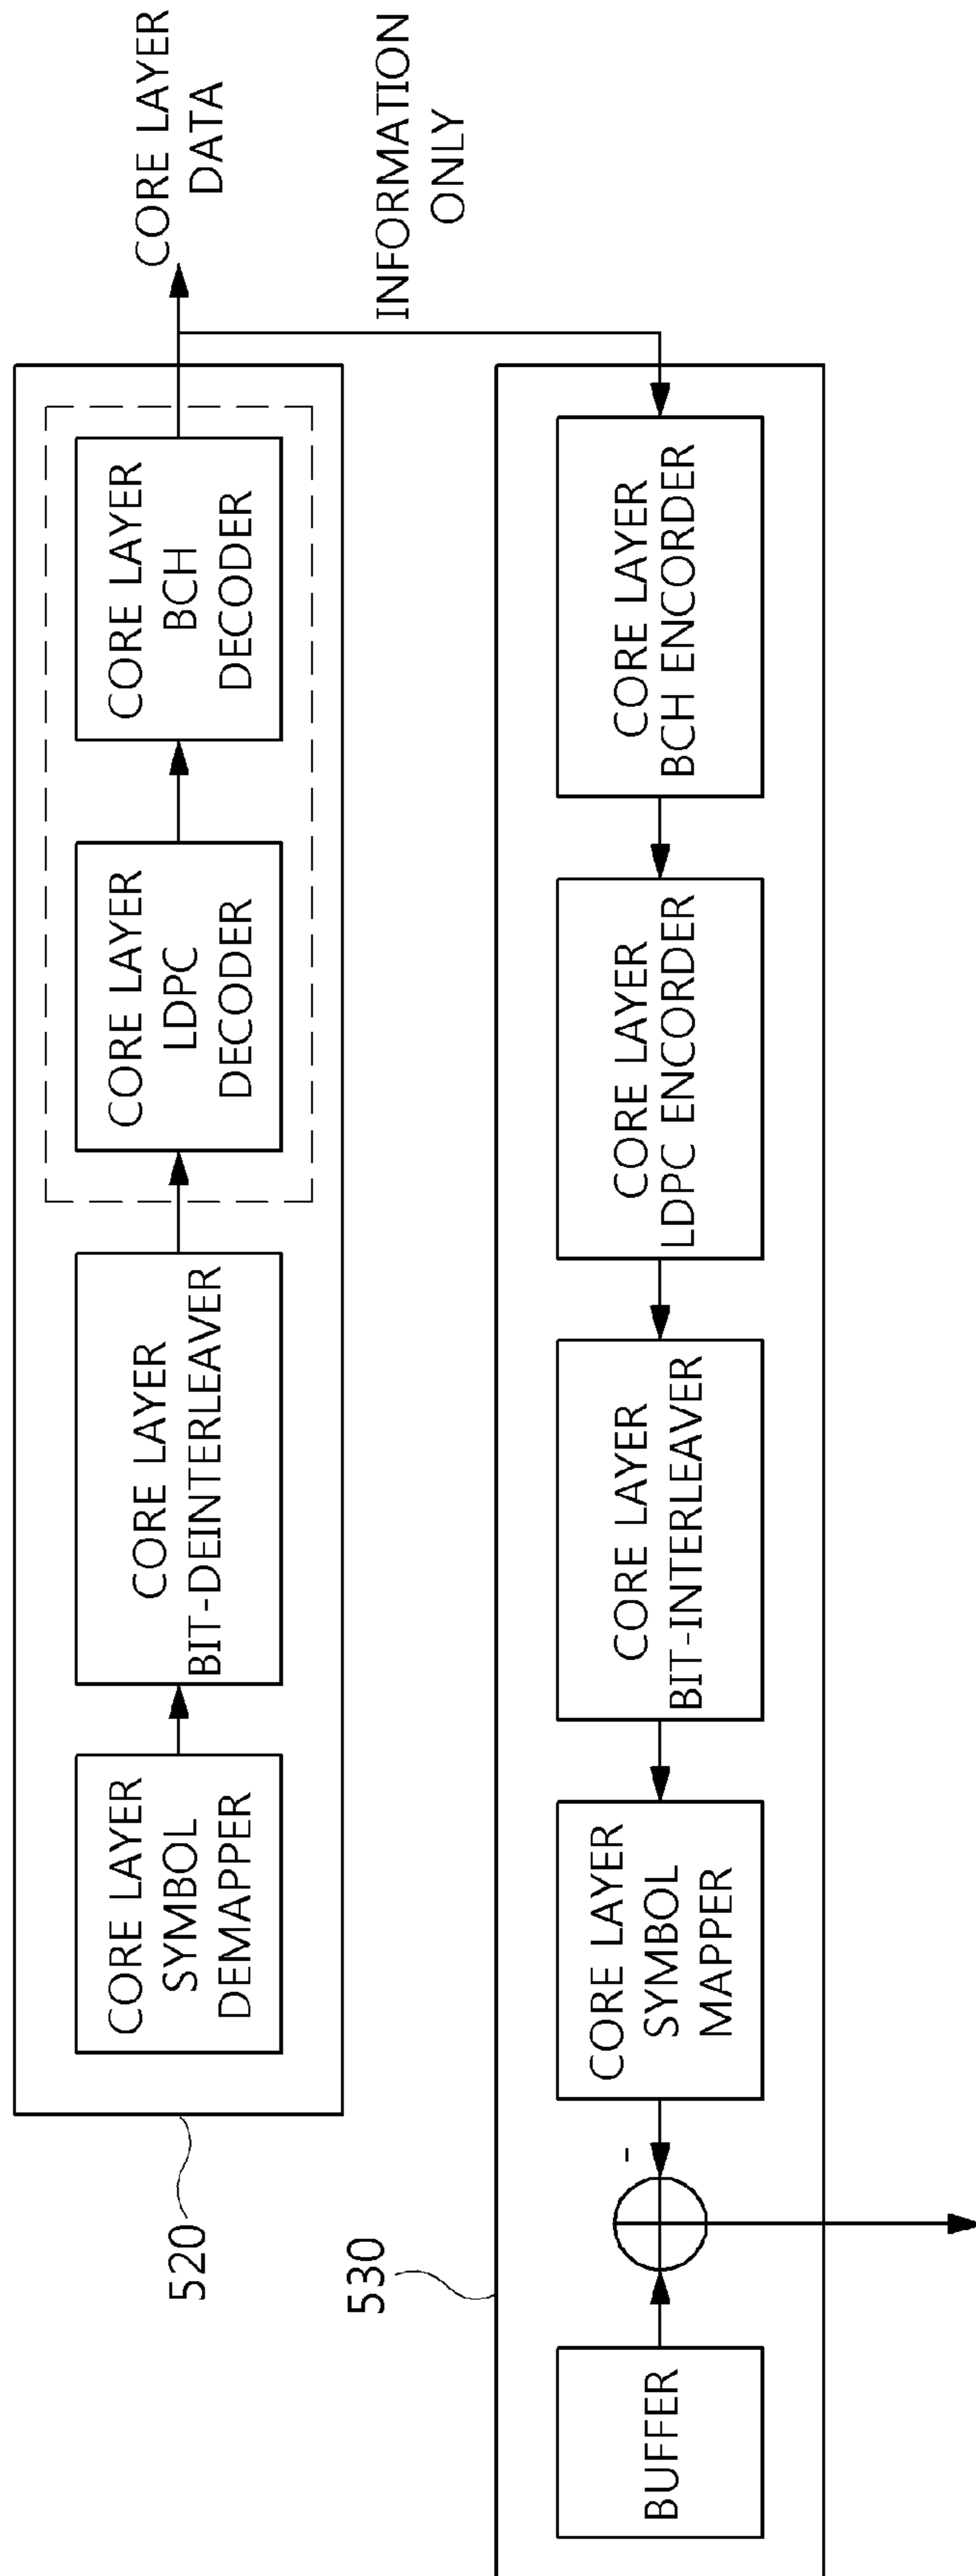 CORE LAYER
SYMBOL
DEMAPPER
CORE LAYER
BIT-DEINTERLEAVER
CORE LAYER
LDPC
DECODER
CORE LAYER
BCH
DECODER
CORE LAYER
DATA
520
INFORMATION
ONLY
530
BUFFER
-
CORE LAYER
SYMBOL
MAPPER
CORE LAYER
BIT-INTERLEAVER
CORE LAYER
LDPC ENCORDER
CORE LAYER
BCH ENCORDER